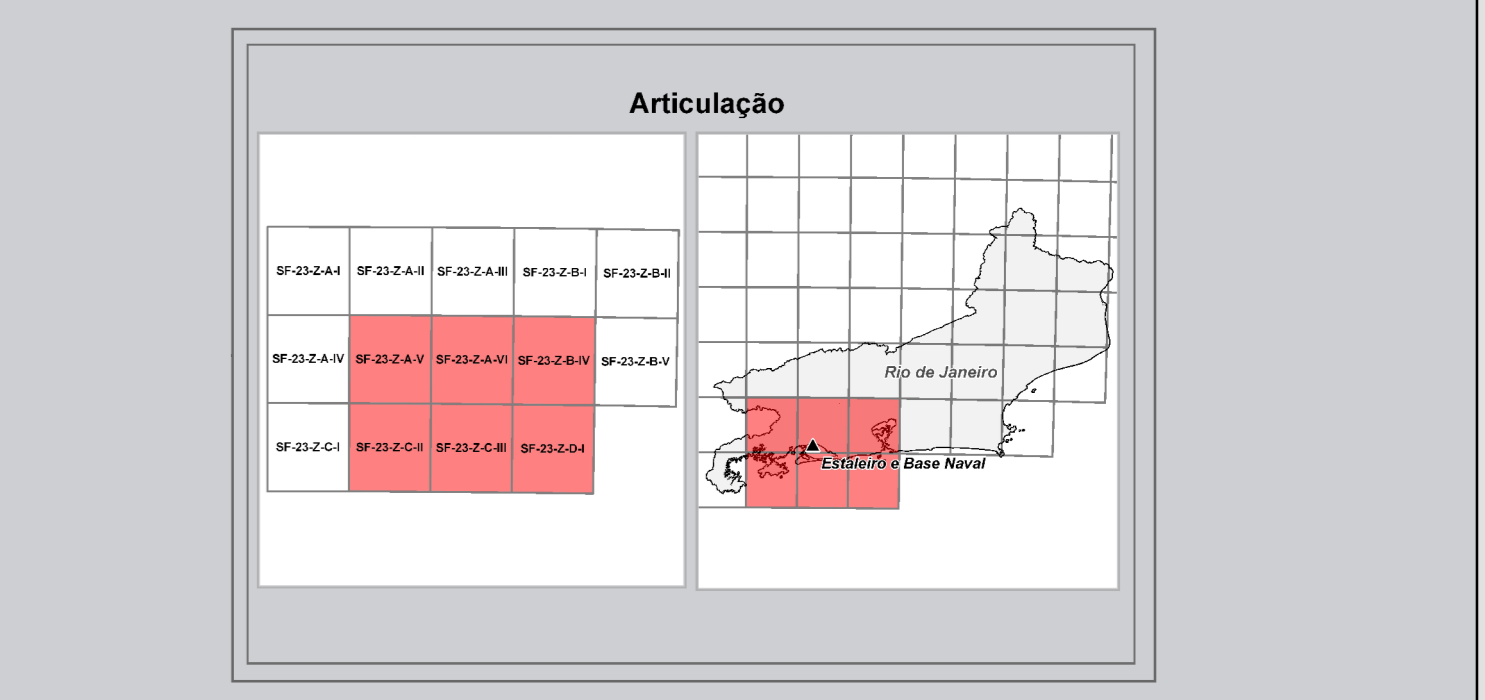 Articulação
SF-23-Z-A-I
SF-23-Z-A-II
SF-23-Z-A-III
SF-23-Z-B-I
SF-23-Z-B-II
SF-23-Z-A-IV
SF-23-Z-A-V
SF-23-Z-A-VI
SF-23-Z-B-IV
SF-23-Z-B-V
SF-23-Z-C-I
SF-23-Z-C-II
SF-23-Z-C-III
SF-23-Z-D-I
Rio de Janeiro
Estaleiro e Base Naval